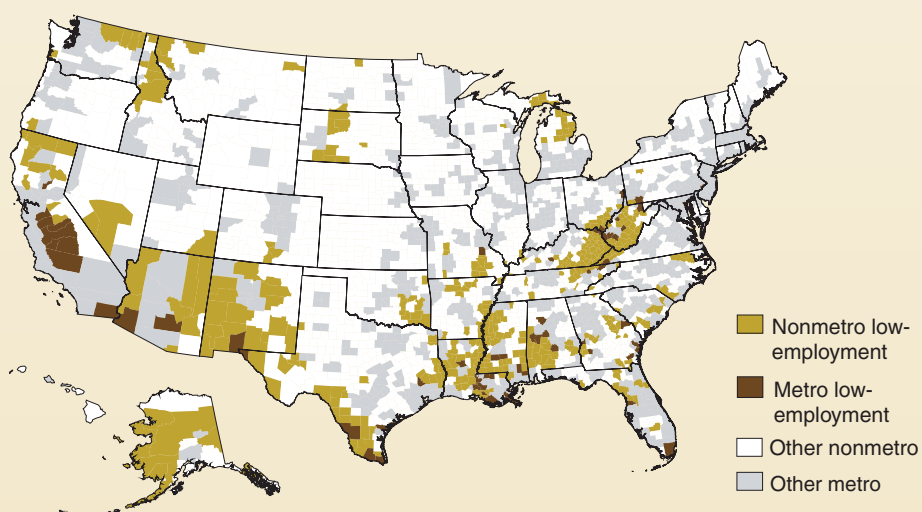 Nonmetro low-
employment
Metro low-
employment
Other nonmetro
Other metro